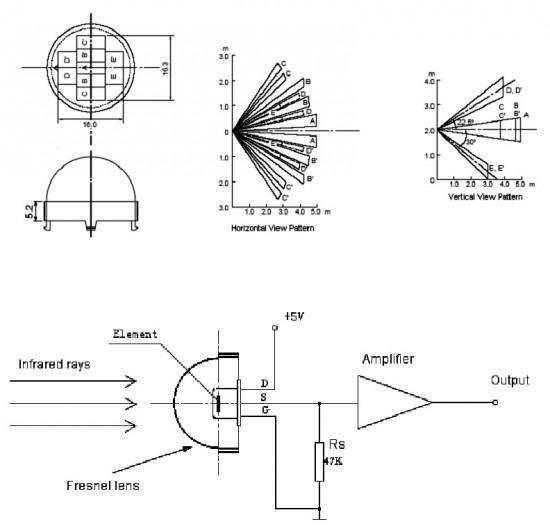 C
D D B E E
A
C B
C
16.3
16.0
5.2
m
3.0
2.0
1.0
0
1.0
2.0
3.0
C
C
B
D
B
D
E
A
A
D'
B'
D'
B'
C'
C'
1.0 2.0 3.0 4.0 5.0 m
Horizontal View Pattern
m
4.0
3.0
2.0
1.0
0
D, D'
C B
C' B' A
22.5°
30°
E, E'
1.0 2.0 3.0 4.0 5.0 m
Vertical View Pattern
+5V
Element
Infrared rays
D
S
G
Amplifier
Output
Rs
47K
Fresnel lens